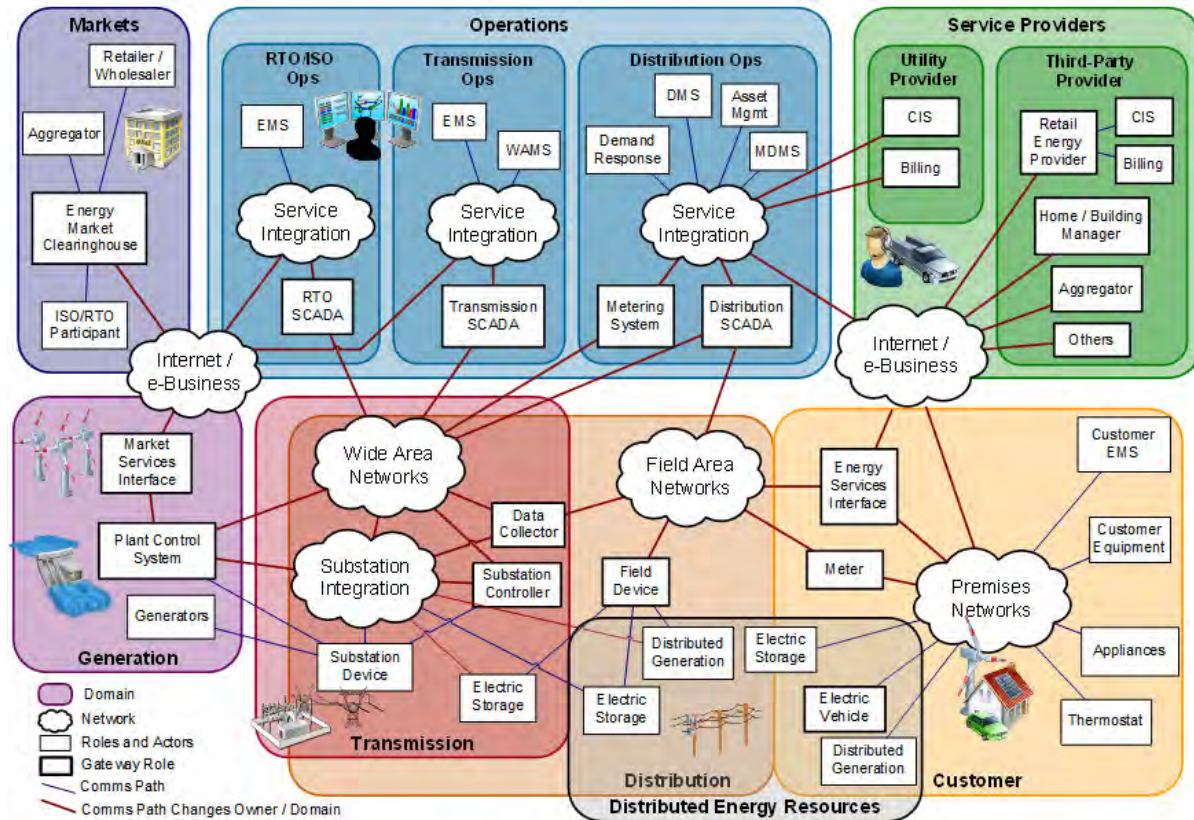 Markets
Retailer /
Wholesaler
Aggregator
Energy
Market
Clearinghouse
ISO/RTO
Participant
Internet /
e-Business
Operations
RTO/ISO
Ops
EMS
Service
Integration
RTO
SCADA
Transmission
Ops
EMS
WAMS
Service
Integration
Transmission
SCADA
Distribution Ops
DMS
Asset
Mgmt
Demand
Response
MDMS
Service
Integration
Metering
System
Distribution
SCADA
Service Providers
Utility
Provider
CIS
Billing
Third-Party
Provider
Retail
Energy
Provider
CIS
Billing
Home / Building
Manager
Aggregator
Others
Internet /
e-Business
Market
Services
Interface
Plant Control
System
Generators
Generation
Wide Area
Networks
Substation
Integration
Data
Collector
Substation
Controller
Substation
Device
Electric
Storage
Transmission
Field Area
Networks
Field
Device
Distributed
Generation
Electric
Storage
Distribution
Energy
Services
Interface
Meter
Premises
Networks
Customer
EMS
Customer
Equipment
Appliances
Thermostat
Electric
Storage
Electric
Vehicle
Distributed
Generation
Customer
Distributed Energy Resources
Domain
Network
Roles and Actors
Gateway Role
Comms Path
Comms Path Changes Owner / Domain